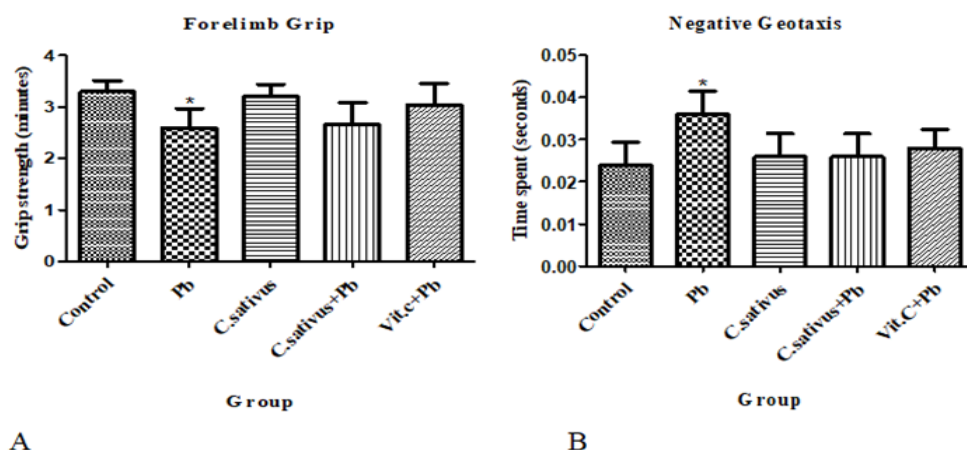 Forelimb Grip
Grip strength (minutes)
4
3
2
1
0
*
Control
Pb
C.sativus
C.sativus+Pb
Vit.c+Pb
Group
A
Negative Geotaxis
Time spent (seconds)
0.05
0.04
0.03
0.02
0.01
0.00
*
Control
Pb
C.sativus
C.sativus+Pb
Vit.C+Pb
Group
B